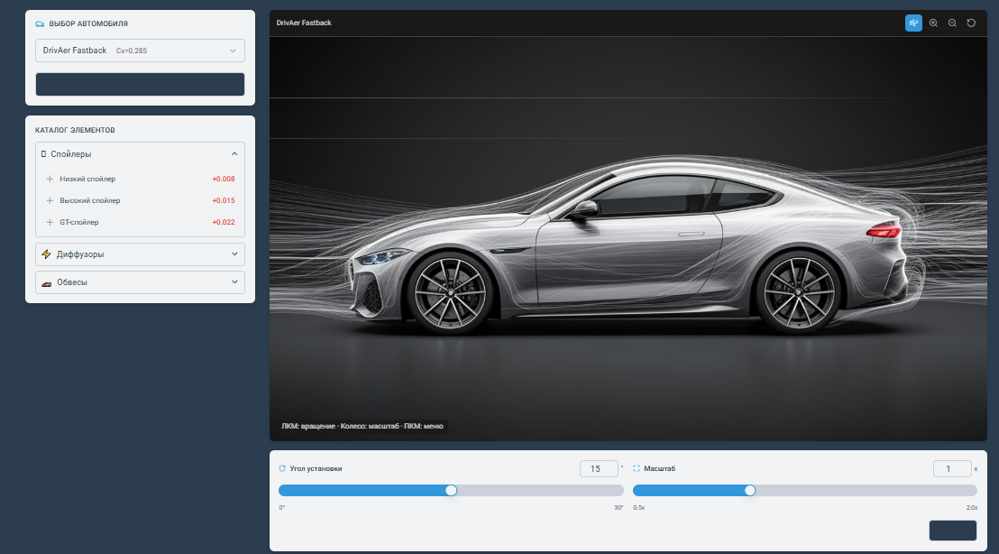 ВЫБОР АВТОМОБИЛЯ
DrivAer Fastback Cx=0.285
КАТАЛОГ ЭЛЕМЕНТОВ
Спойлеры
Низкий спойлер +0.008
Высокий спойлер +0.015
GT-спойлер +0.022
Диффузоры
Обвесы
DrivAer Fastback
ЛКМ: вращение · Колесо: масштаб · ПКМ: меню
Угол установки 15 °
0° 30°
Масштаб 1 x
0.5x 2.0x